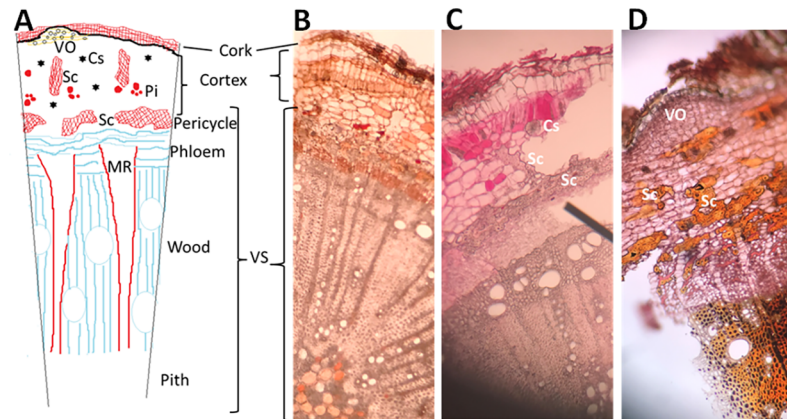 A
B
C
D
VO
Cs
Sc
Pi
Sc
MR
Cork
Cortex
Pericycle
Phloem
Wood
VS
Pith
Cs
Sc
Sc
VO
Sc
Sc